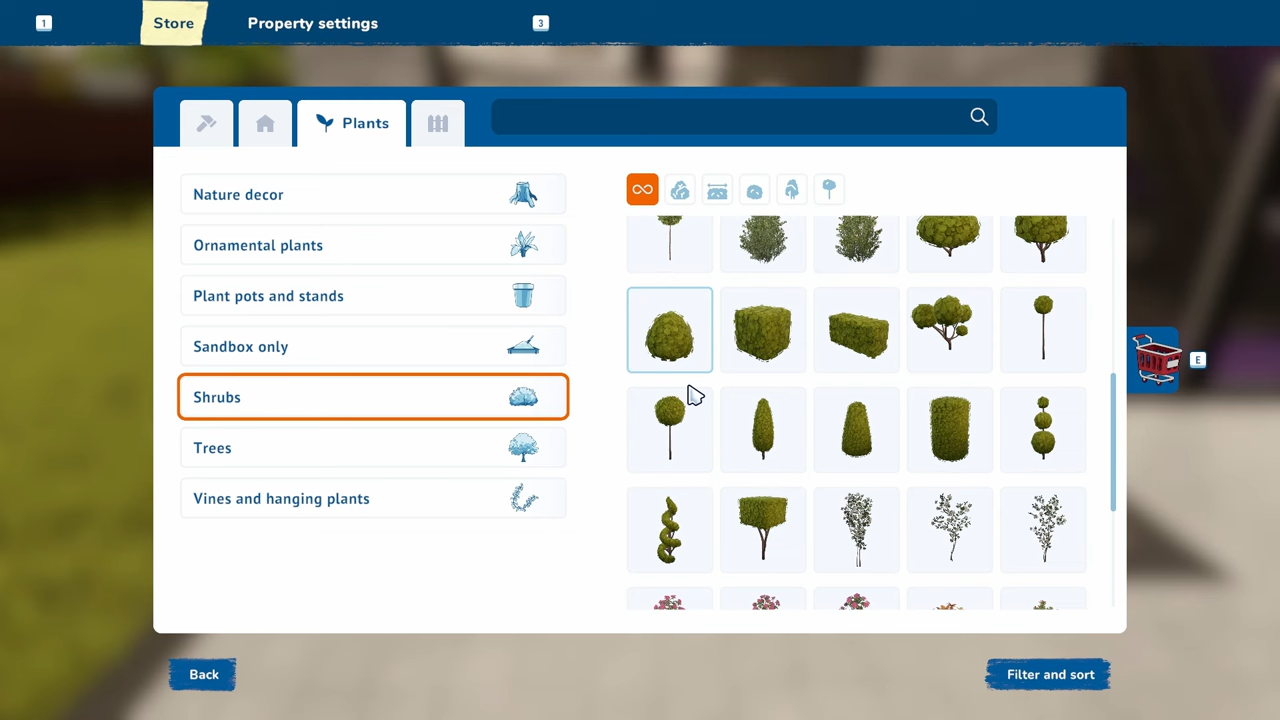 1
Store
Property settings
3
Plants
Nature decor
Ornamental plants
Plant pots and stands
Sandbox only
Shrubs
Trees
Vines and hanging plants
E
Back
Filter and sort